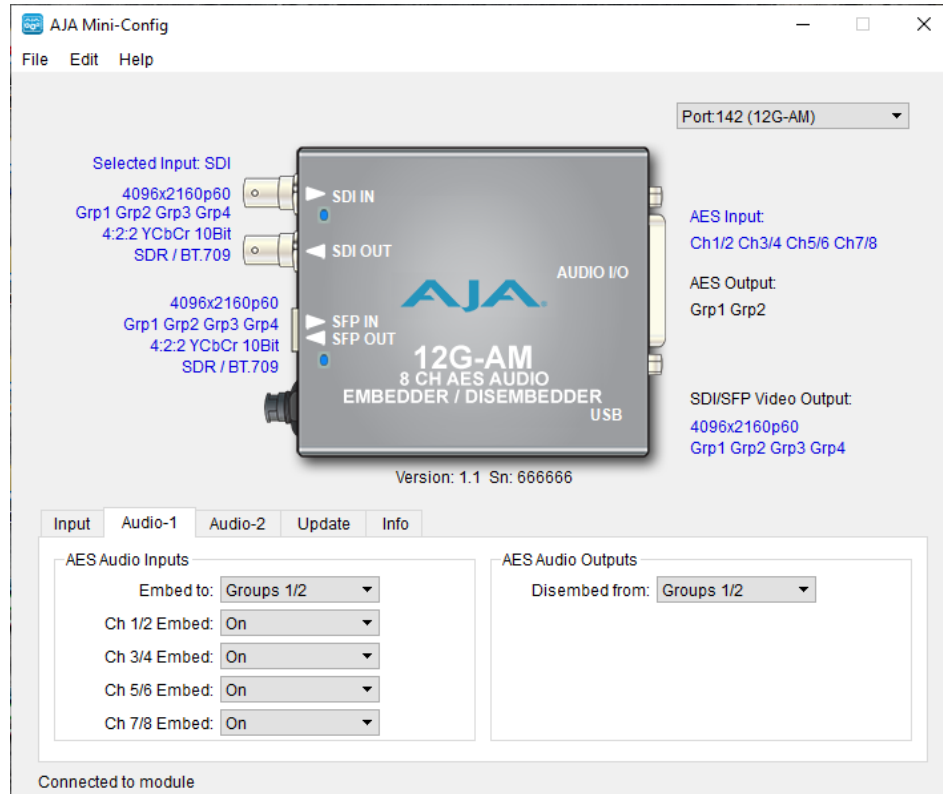 AJA Mini-Config
File Edit Help
Port:142 (12G-AM)
Selected Input: SDI
4096x2160p60
Grp1 Grp2 Grp3 Grp4
4:2:2 YCbCr 10Bit
SDR / BT.709
4096x2160p60
Grp1 Grp2 Grp3 Grp4
4:2:2 YCbCr 10Bit
SDR / BT.709
SDI IN
SDI OUT
AUDIO I/O
AJA
SFP IN
SFP OUT
12G-AM
8 CH AES AUDIO
EMBEDDER / DISEMBEDDER
USB
AES Input:
Ch1/2 Ch3/4 Ch5/6 Ch7/8
AES Output:
Grp1 Grp2
SDI/SFP Video Output:
4096x2160p60
Grp1 Grp2 Grp3 Grp4
Version: 1.1 Sn: 666666
Input Audio-1 Audio-2 Update Info
AES Audio Inputs
Embed to: Groups 1/2
Ch 1/2 Embed: On
Ch 3/4 Embed: On
Ch 5/6 Embed: On
Ch 7/8 Embed: On
AES Audio Outputs
Disembed from: Groups 1/2
Connected to module